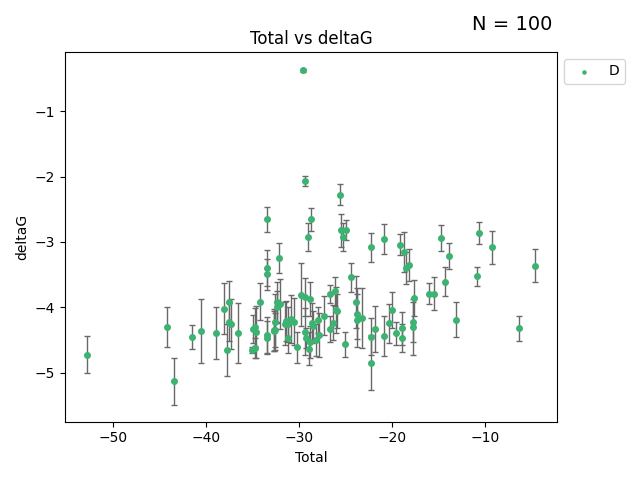 N = 100
Total vs deltaG
D
deltaG
−1
−2
−3
−4
−5
−50 −40 −30 −20 −10
Total